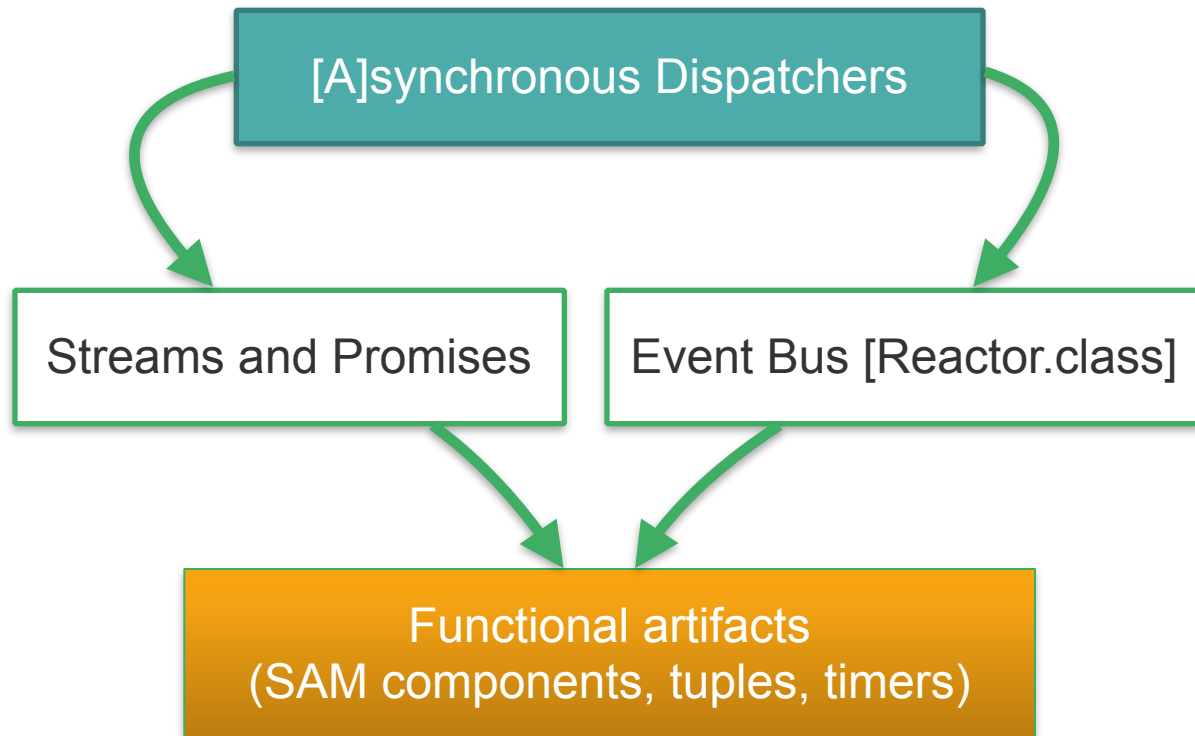 [A]synchronous Dispatchers
Streams and Promises
Event Bus [Reactor.class]
Functional artifacts
(SAM components, tuples, timers)